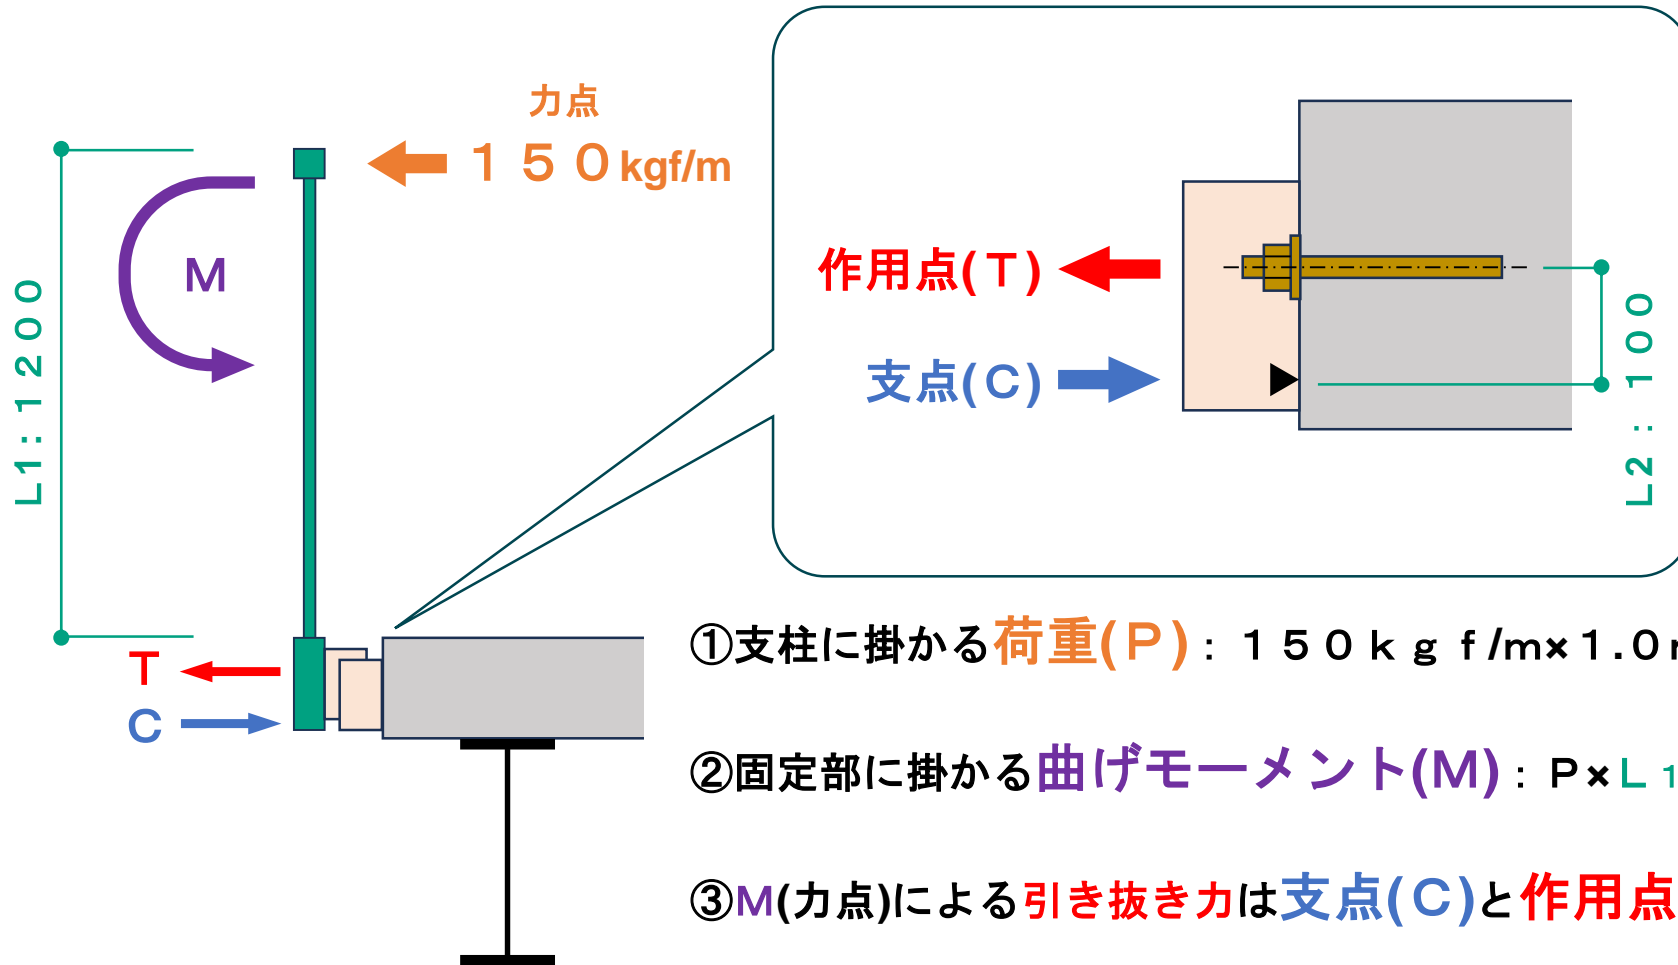 力点
１５０kgf/m
M
L1：1200
T
C
作用点(T)
支点(C)
L2：100
①支柱に掛かる荷重(P)：１５０ｋｇｆ/m×1.0
②固定部に掛かる曲げモーメント(M)：P×L1
③M(力点)による引き抜き力は支点(C)と作用点